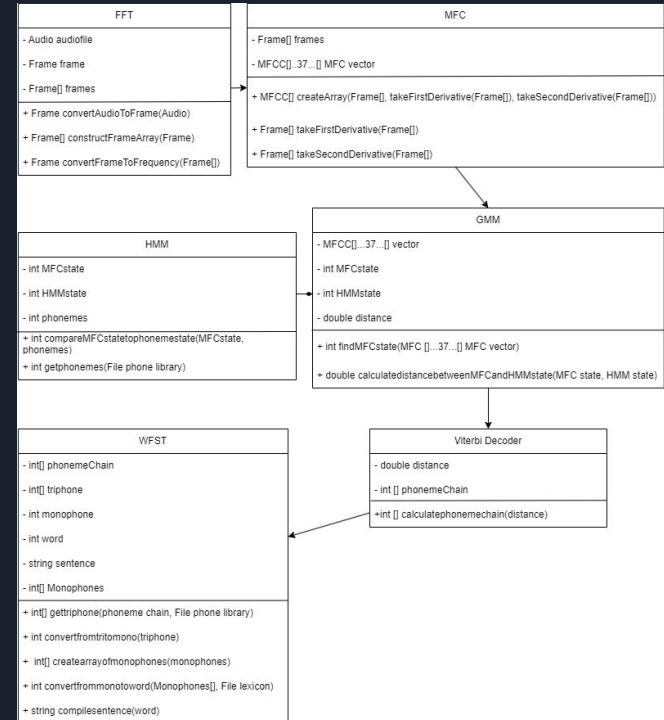 FFT
- Audio audiofile
- Frame frame
- Frame[] frames
+ Frame convertAudioToFrame(Audio)
+ Frame[] constructFrameArray(Frame)
+ Frame convertFrameToFrequency(Frame[])
MFC
- Frame[] frames
- MFCC[]..37...[] MFC vector
+ MFCC[] createArray(Frame[], takeFirstDerivative(Frame[]), takeSecondDerivative(Frame[]))
+ Frame[] takeFirstDerivative(Frame[])
+ Frame[] takeSecondDerivative(Frame[])
HMM
- int MFCstate
- int HMMstate
- int phonemes
+ int compareMFCstatetophonemestate(MFCstate,
phonemes)
+ int getphonemes(File phone library)
GMM
- MFCC[]...37...[] vector
- int MFCstate
- int HMMstate
- double distance
+ int findMFCstate(MFC []...37...[] MFC vector)
+ double calculatedistancebetweenMFCandHMMstate(MFC state, HMM state)
WFST
- int[] phonemeChain
- int[] triphone
- int monophone
- int word
- string sentence
- int[] Monophones
+ int[] gettriphone(phoneme chain, File phone library)
+ int convertfromtritomono(triphone)
+ int[] createarrayofmonophones(monophones)
+ int convertfrommonotoword(Monophones[], File lexicon)
+ string compilesentence(word)
Viterbi Decoder
- double distance
- int [] phonemeChain
+int [] calculatephonemechain(distance)